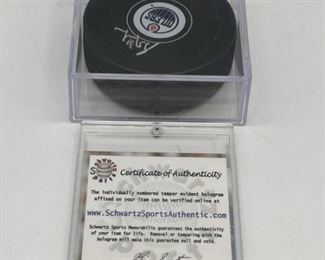 OILERS
Schwartz
Sports
Certificate of Authenticity
The individually numbered tamper evident hologram
affixed on your item can be verified online at
www.SchwartzSportsAuthentic.com
Schwartz Sports Memorabilia guarantees the authenticity
of your item for life. Removal or tampering with the
hologram will make this guarantee null and void.